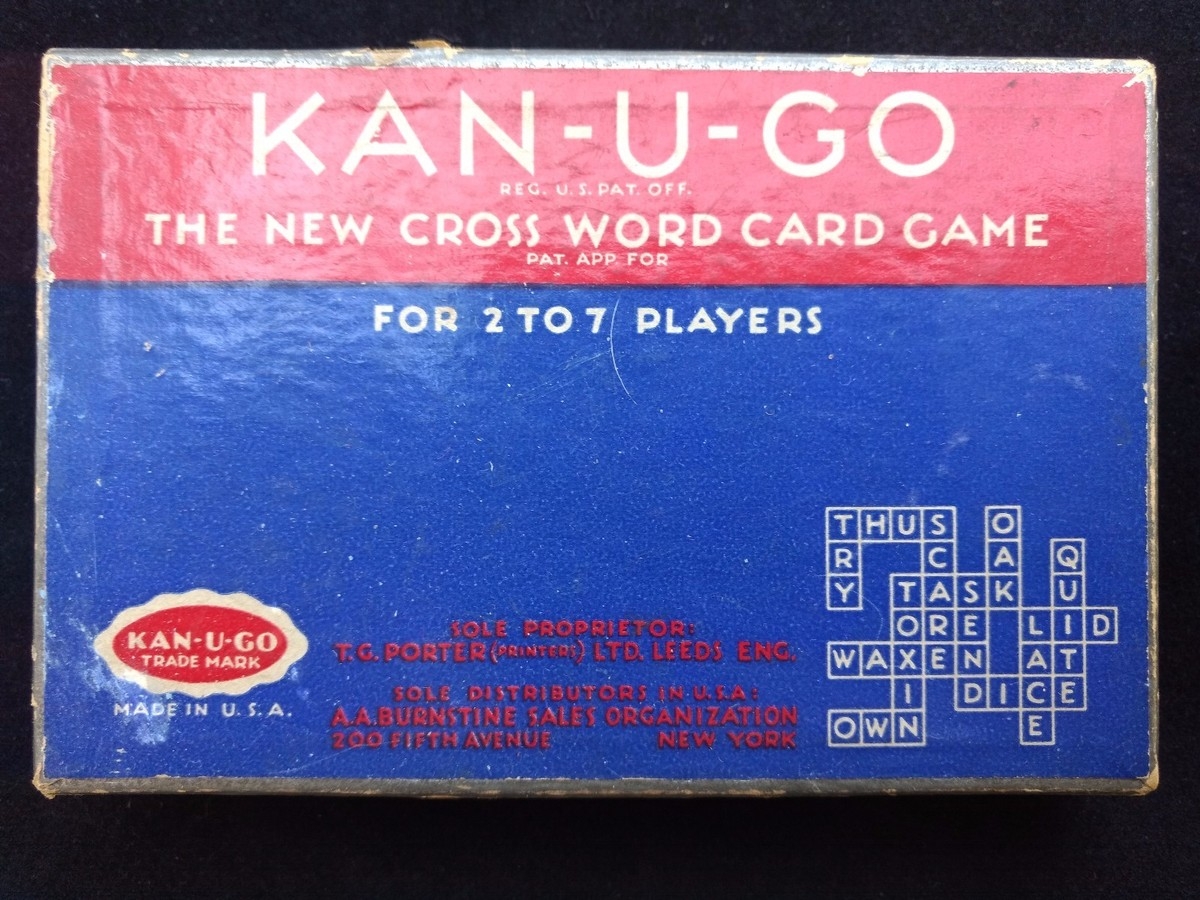 KAN-U-GO
REG. U.S. PAT. OFF.
THE NEW CROSS WORD CARD GAME
PAT. APP FOR
FOR 2 TO 7 PLAYERS
KAN-U-GO
TRADE MARK
MADE IN U.S.A.
SOLE PROPRIETOR:
T.G. PORTER (PRINTERS) LTD. LEEDS ENG.
SOLE DISTRIBUTORS IN U.S.A:
A.A.BURNSTINE SALES ORGANIZATION
200 FIFTH AVENUE NEW YORK
THUS O
R C A Q
Y TASK U
ORE LID
WAXEN A T
I DICE
OWN E